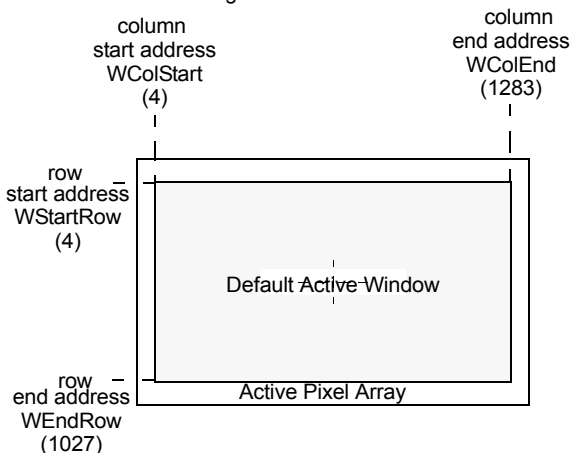 column
start address
WColStart
(4)
column
end address
WColEnd
(1283)
row
start address
WStartRow
(4)
Default Active Window
row
end address
WEndRow
(1027)
Active Pixel Array